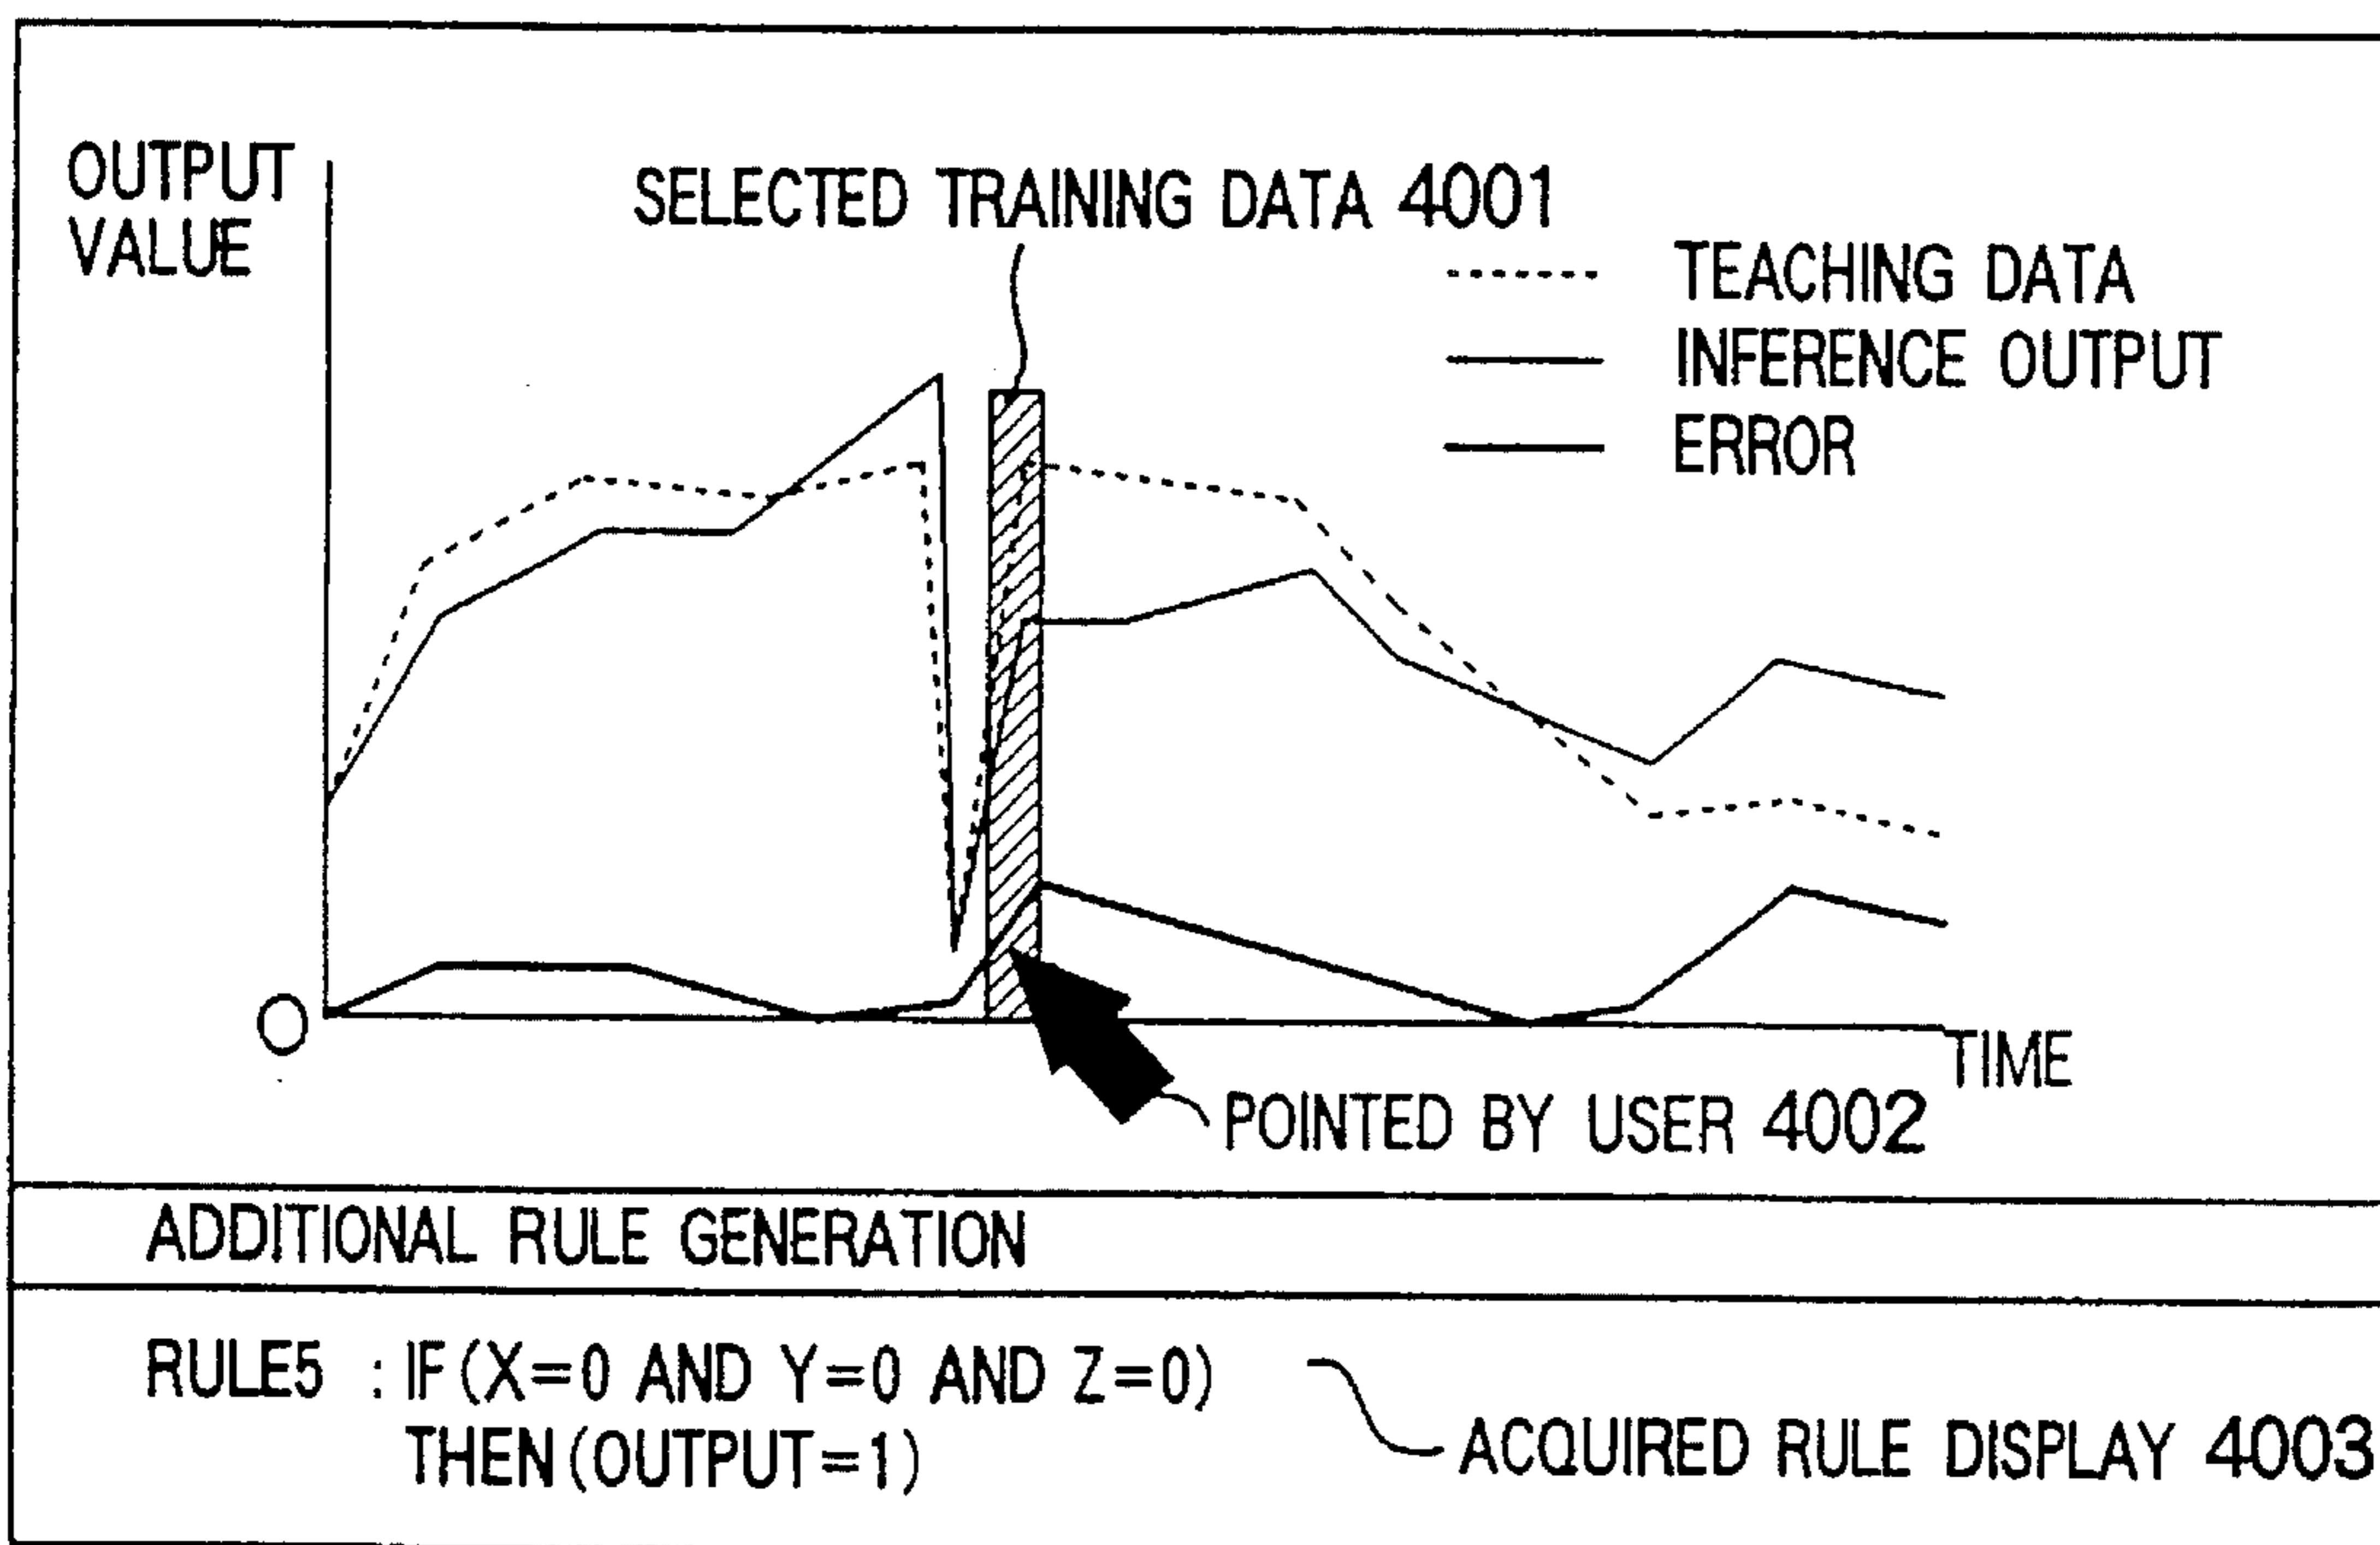 OUTPUT
VALUE
SELECTED TRAINING DATA 4001
TEACHING DATA
INFERENCE OUTPUT
ERROR
O
TIME
POINTED BY USER 4002
ADDITIONAL RULE GENERATION
RULE5 : IF(X=0 AND Y=0 AND Z=0)
THEN(OUTPUT=1)
ACQUIRED RULE DISPLAY 4003